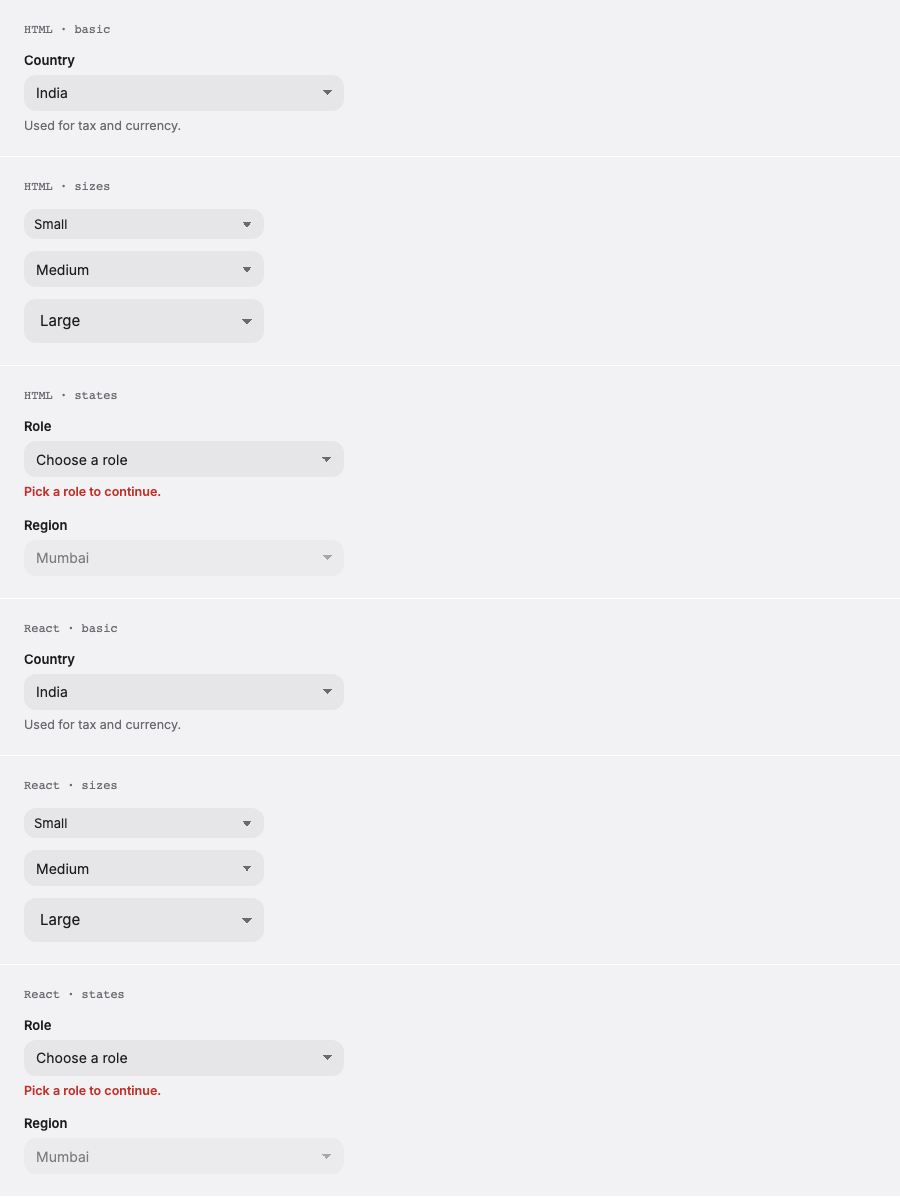 HTML · basic
Country
India
Used for tax and currency.
HTML · sizes
Small
Medium
Large
HTML · states
Role
Choose a role
Pick a role to continue.
Region
Mumbai
React · basic
Country
India
Used for tax and currency.
React · sizes
Small
Medium
Large
React · states
Role
Choose a role
Pick a role to continue.
Region
Mumbai